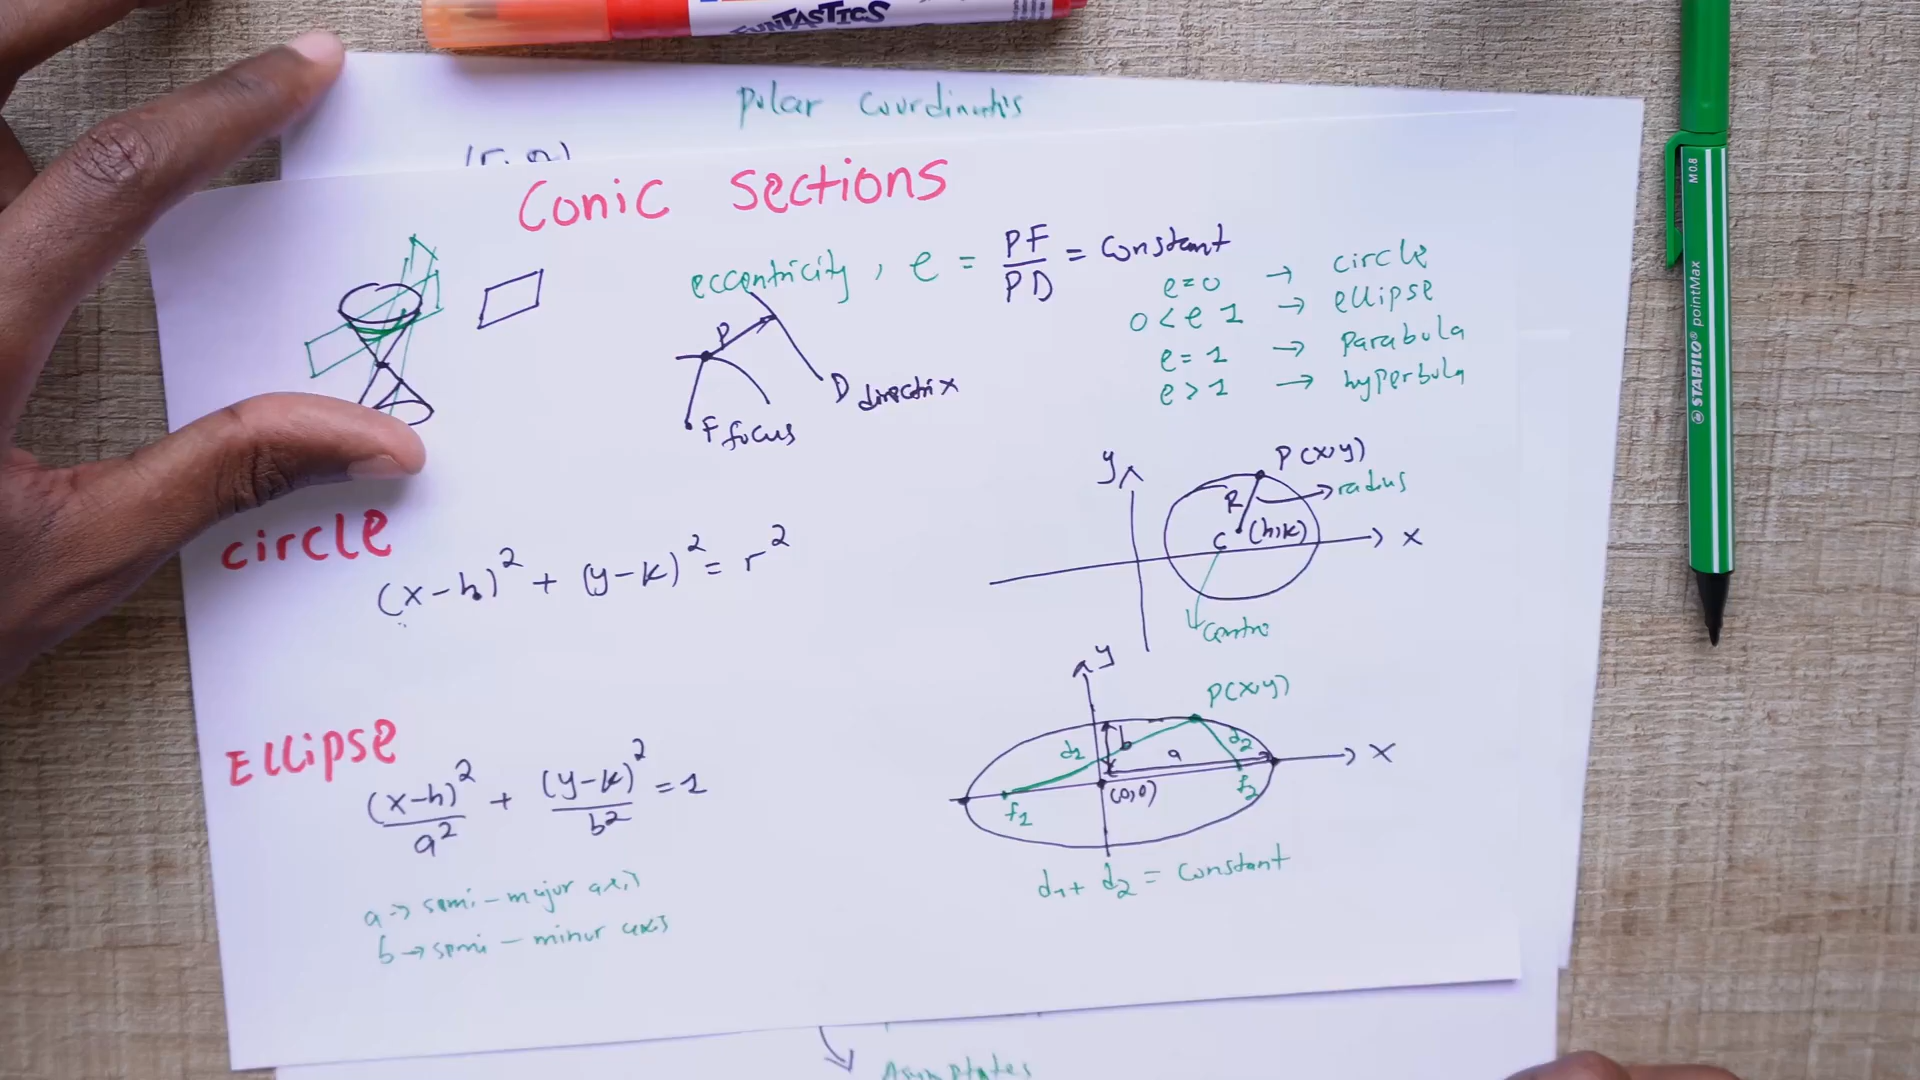 FUNTASTICS
polar coordinates
(r, θ)
Conic sections
eccentricity, e = PF/PD = constant
e=0 → circle
0<e 1 → ellipse
e = 1 → parabola
e > 1 → hyperbola
P
D directrix
F focus
y
P(x,y)
R → radius
C (h,k)
x
Centre
circle
(x-h)² + (y-k)² = r²
Ellipse
(x-h)²/a² + (y-k)²/b² = 1
a → semi-major axis
b → semi-minor axis
y
P(x,y)
d1 b a d2
x
f1 (0,0) f2
d1+ d2 = constant
Asymptotes
STABILO® pointMax M 0.8